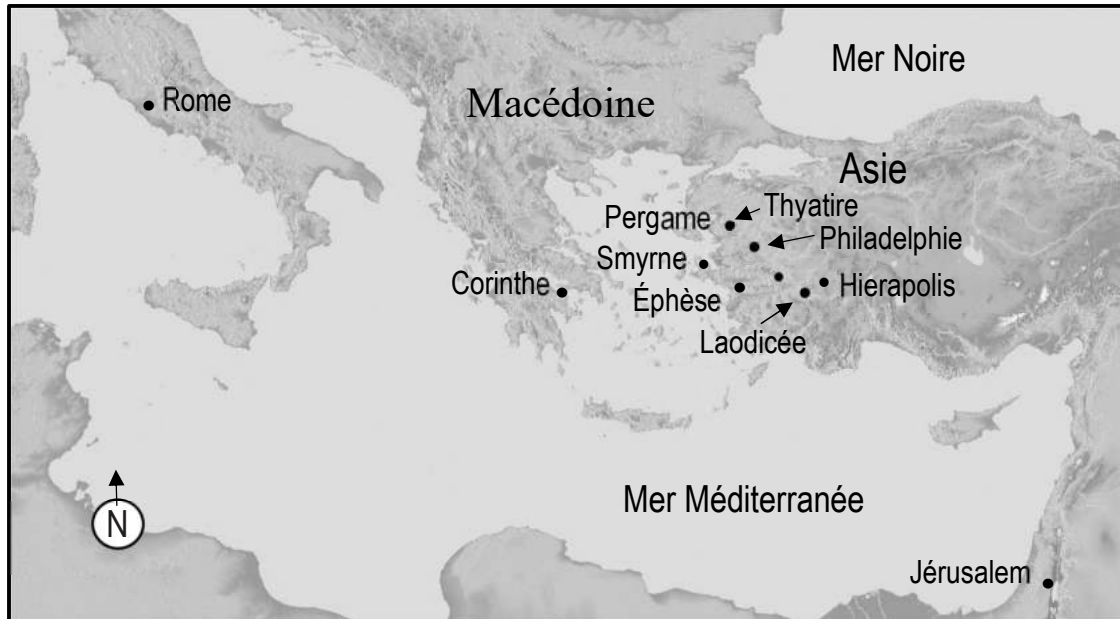 Mer Noire
Rome
Macédoine
Asie
Pergame
Thyatire
Philadelphie
Smyrne
Corinthe
Éphèse
Hierapolis
Laodicée
Mer Méditerranée
N
Jérusalem